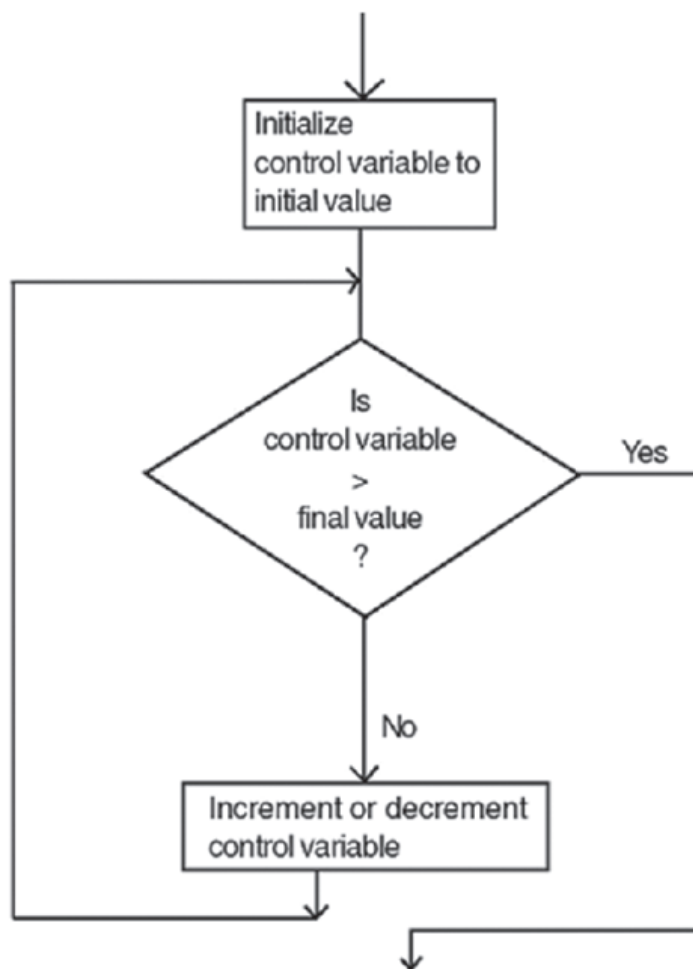 Initialize
control variable to
initial value
Is
control variable
>
final value
?
Yes
No
Increment or decrement
control variable